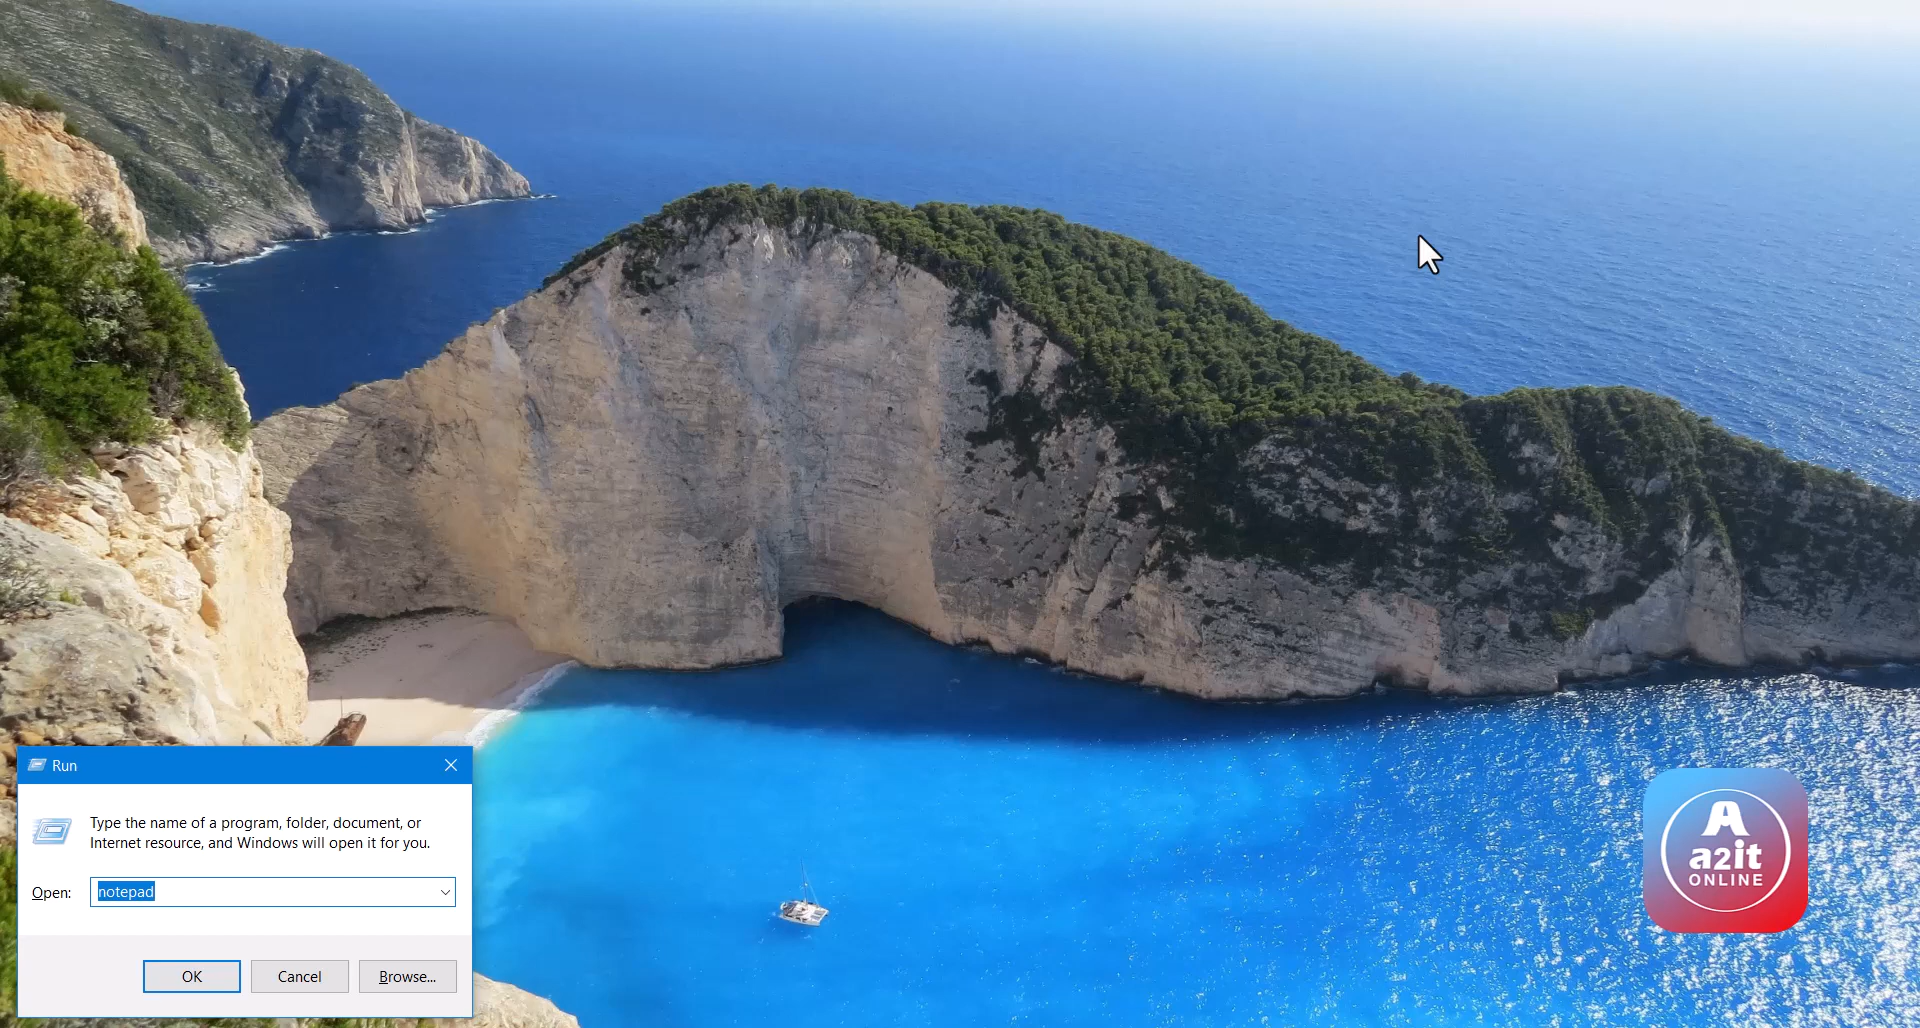 Run
Type the name of a program, folder, document, or
Internet resource, and Windows will open it for you.
Open:
notepad
OK
Cancel
Browse...
A
a2it
ONLINE